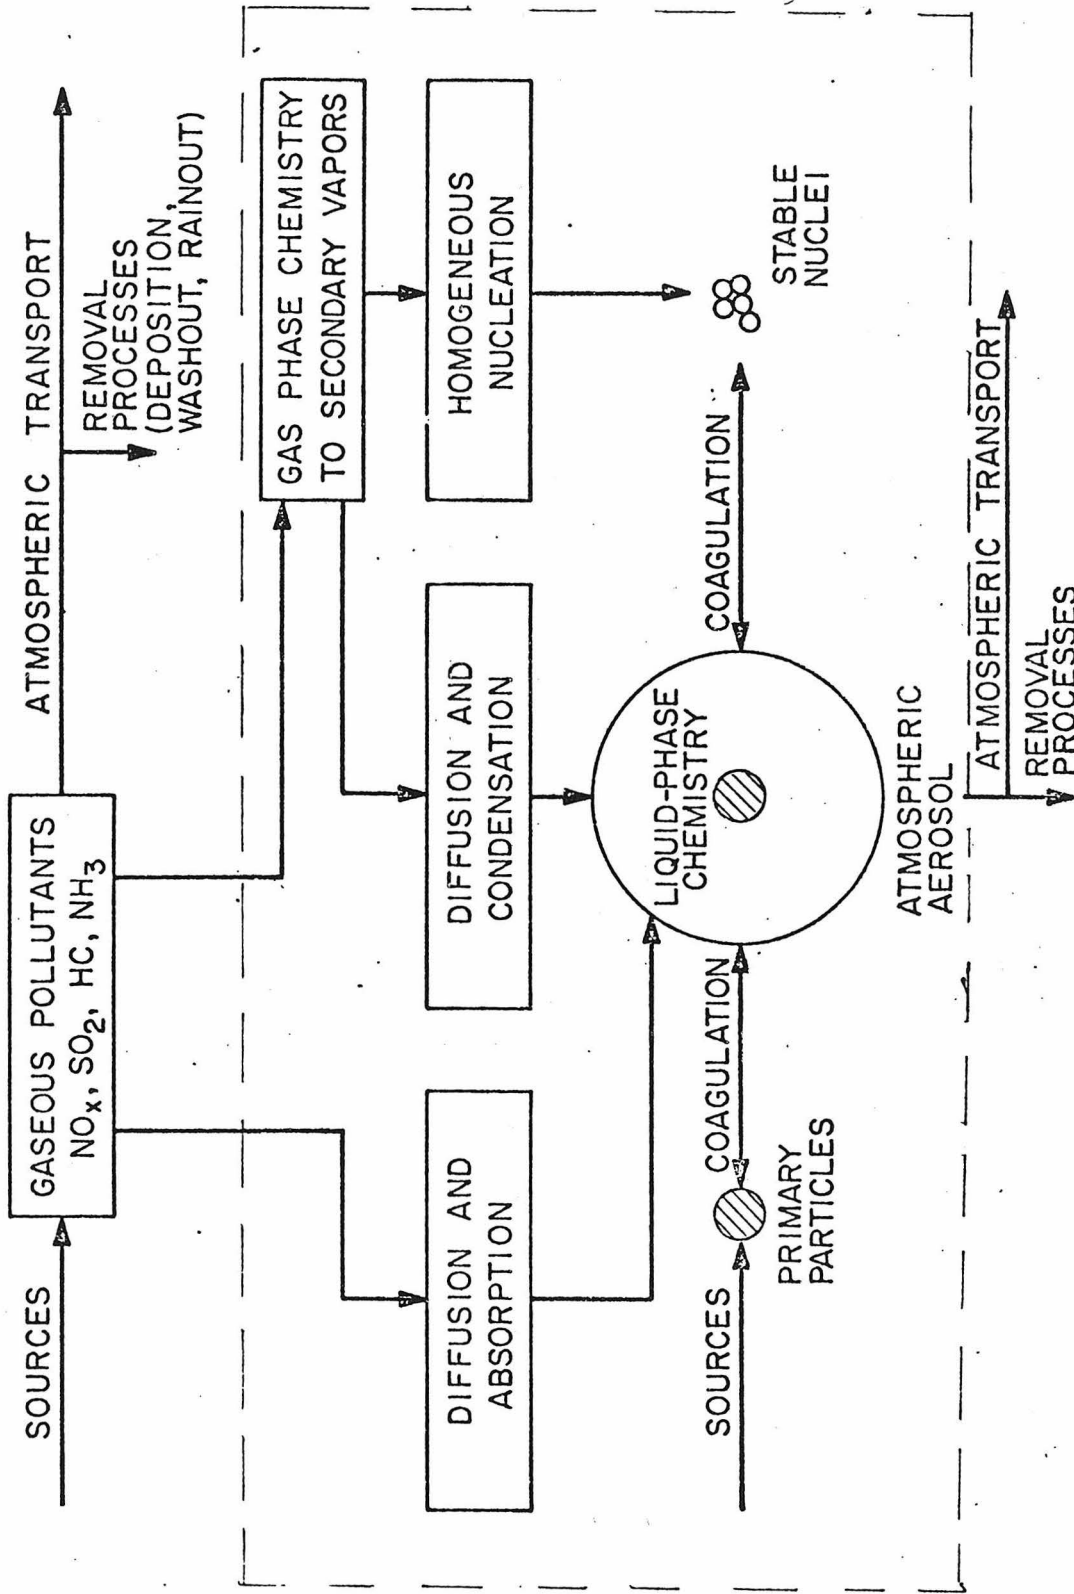 SOURCES
GASEOUS POLLUTANTS
NOx, SO2, HC, NH3
ATMOSPHERIC TRANSPORT
REMOVAL
PROCESSES
(DEPOSITION,
WASHOUT, RAINOUT)
GAS PHASE CHEMISTRY
TO SECONDARY VAPORS
DIFFUSION AND
ABSORPTION
DIFFUSION AND
CONDENSATION
HOMOGENEOUS
NUCLEATION
SOURCES
PRIMARY
PARTICLES
COAGULATION
LIQUID-PHASE
CHEMISTRY
COAGULATION
STABLE
NUCLEI
ATMOSPHERIC
AEROSOL
ATMOSPHERIC TRANSPORT
REMOVAL
PROCESSES